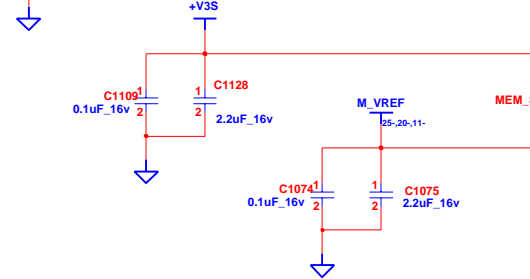 +V3S
C1109
1
2
0.1uF_16v
1
2
C1128
2.2uF_16v
M_VREF
25-,20-,11-
MEM_
C1074
1
2
0.1uF_16v
1
2
C1075
2.2uF_16v